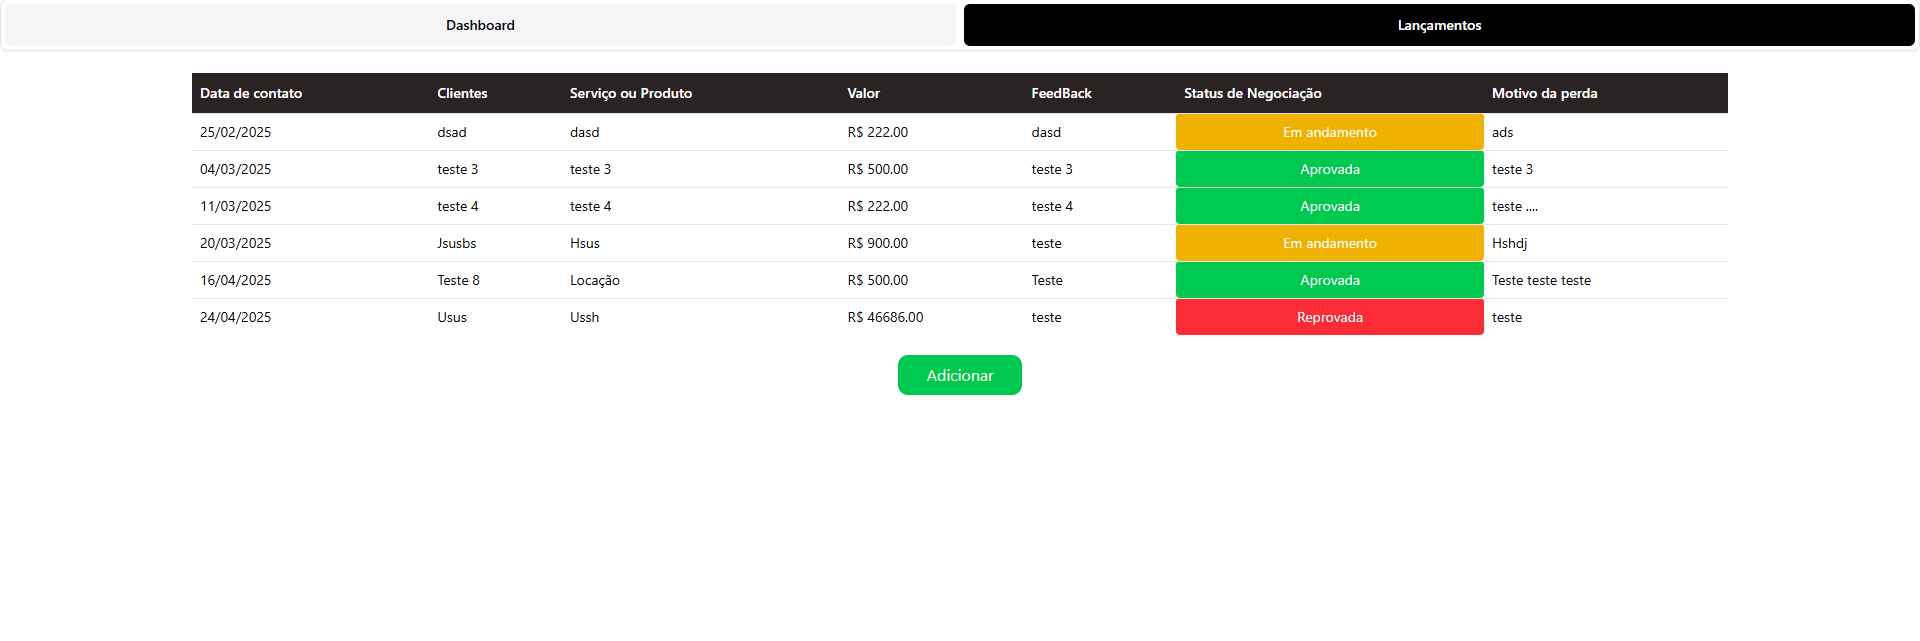 Dashboard Lançamentos
Data de contato Clientes Serviço ou Produto Valor FeedBack Status de Negociação Motivo da perda
25/02/2025 dsad dasd R$ 222.00 dasd Em andamento ads
04/03/2025 teste 3 teste 3 R$ 500.00 teste 3 Aprovada teste 3
11/03/2025 teste 4 teste 4 R$ 222.00 teste 4 Aprovada teste ....
20/03/2025 Jsusbs Hsus R$ 900.00 teste Em andamento Hshdj
16/04/2025 Teste 8 Locação R$ 500.00 Teste Aprovada Teste teste teste
24/04/2025 Usus Ussh R$ 46686.00 teste Reprovada teste
Adicionar